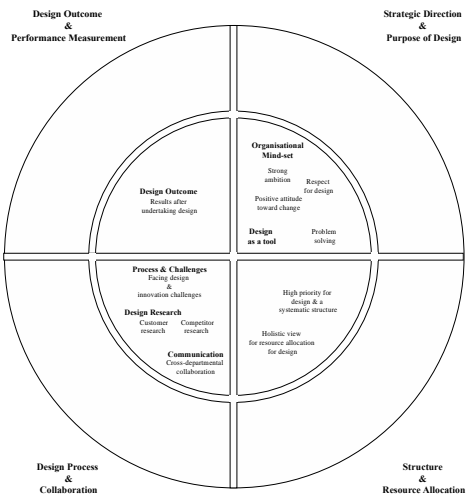 Design Outcome
&
Performance Measurement
Strategic Direction
&
Purpose of Design
Organisational
Mind-set
Strong
ambition
Respect
for design
Positive attitude
toward change
Design
as a tool
Problem
solving
Design Outcome
Results after
undertaking design
Process & Challenges
Facing design
&
innovation challenges
Design Research
Customer
research
Competitor
research
Communication
Cross-departmental
collaboration
High priority for
design & a
systematic structure
Holistic view
for resource allocation
for design
Design Process
&
Collaboration
Structure
&
Resource Allocation